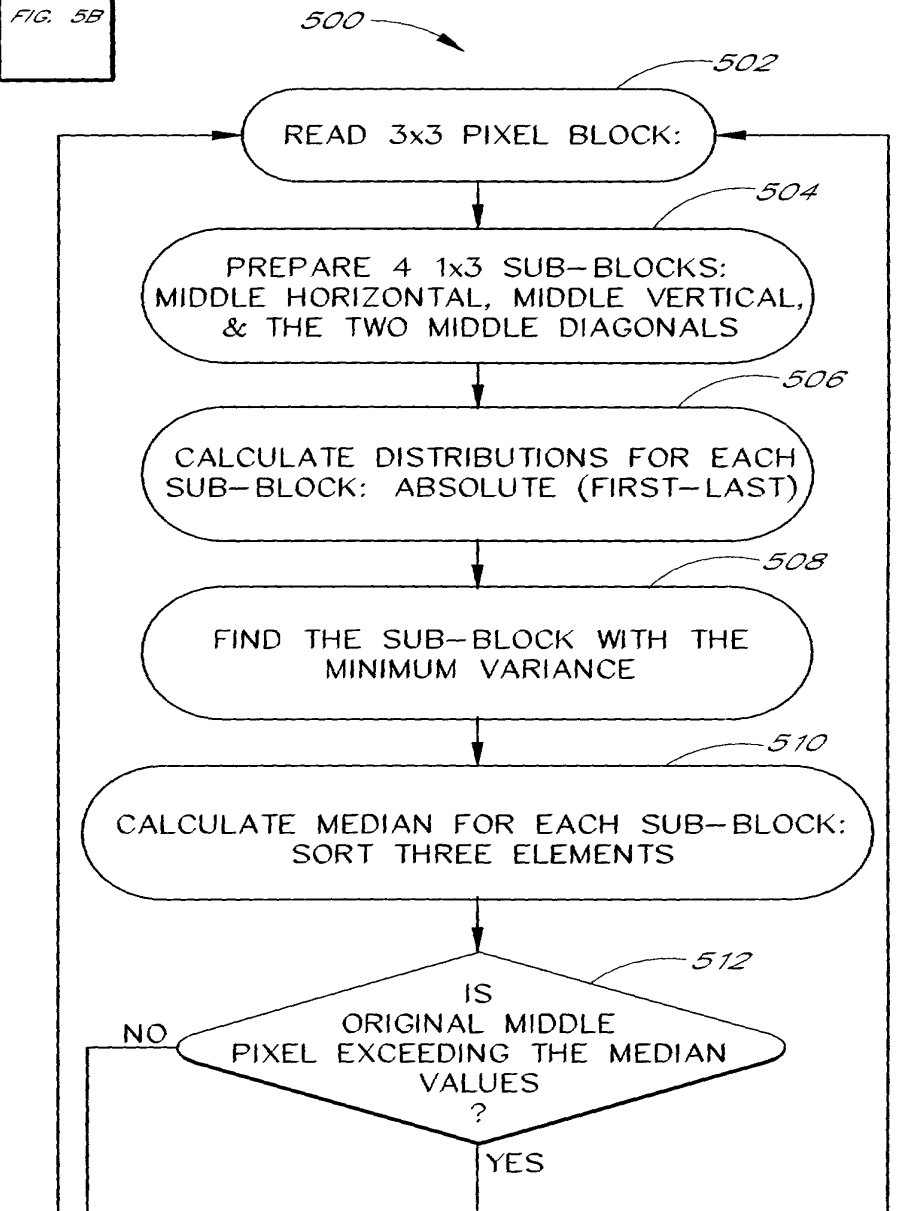 FIG. 5B
500
502
READ 3x3 PIXEL BLOCK:
504
PREPARE 4 1x3 SUB-BLOCKS:
MIDDLE HORIZONTAL, MIDDLE VERTICAL,
& THE TWO MIDDLE DIAGONALS
506
CALCULATE DISTRIBUTIONS FOR EACH
SUB-BLOCK: ABSOLUTE (FIRST-LAST)
508
FIND THE SUB-BLOCK WITH THE
MINIMUM VARIANCE
510
CALCULATE MEDIAN FOR EACH SUB-BLOCK:
SORT THREE ELEMENTS
512
IS
ORIGINAL MIDDLE
PIXEL EXCEEDING THE MEDIAN
VALUES
?
NO
YES